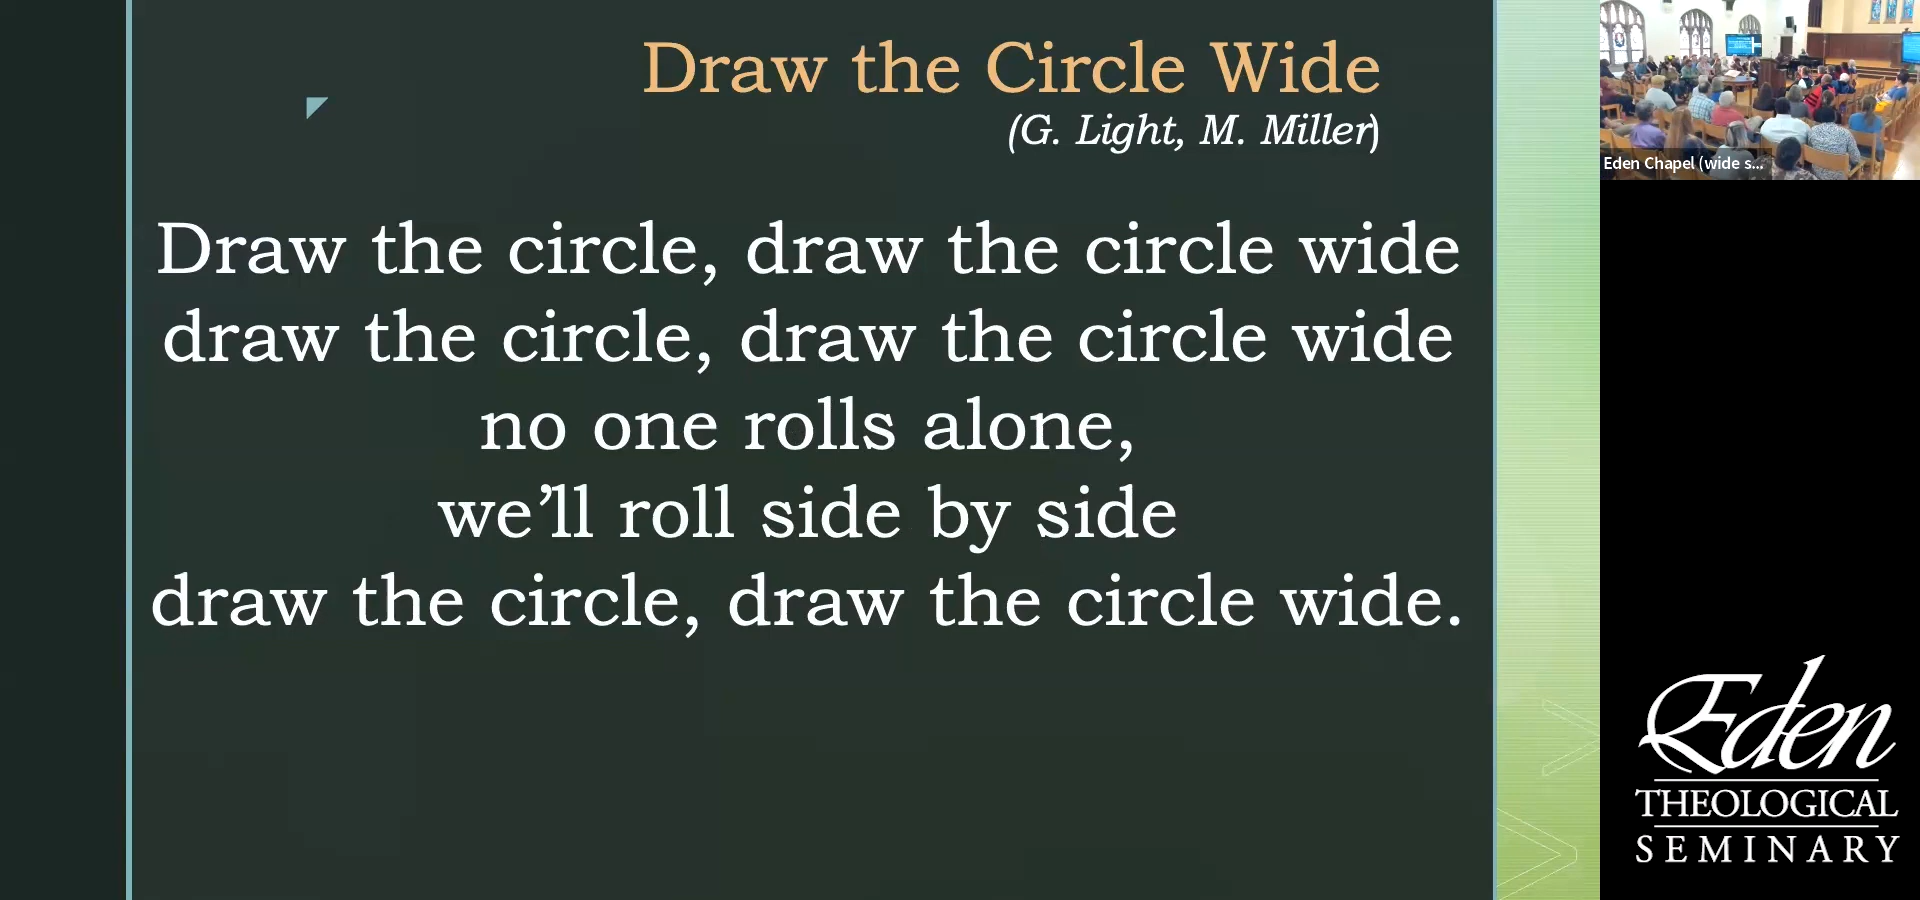 Draw the Circle Wide
(G. Light, M. Miller)
Draw the circle, draw the circle wide
draw the circle, draw the circle wide
no one rolls alone,
we’ll roll side by side
draw the circle, draw the circle wide.
Eden Chapel (wide s...
Eden
THEOLOGICAL
SEMINARY